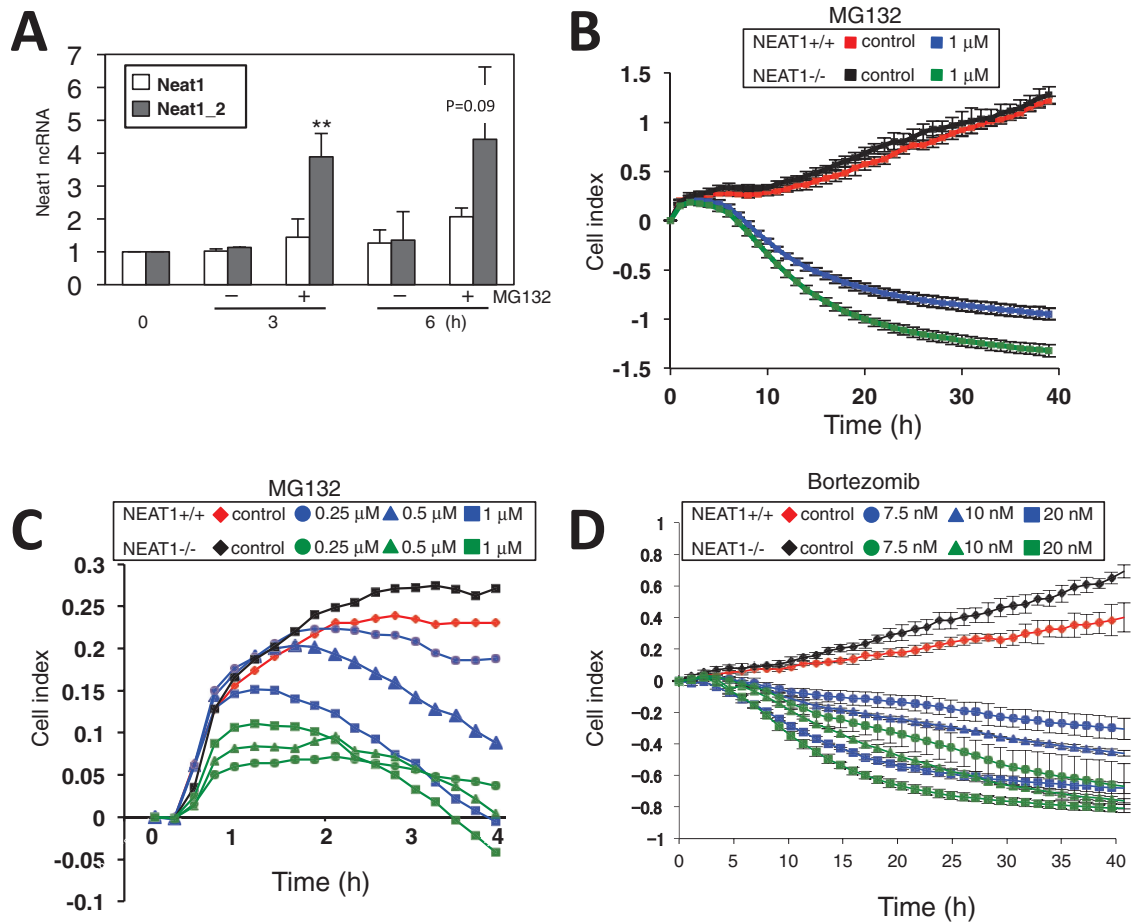 A
Neat1 ncRNA
7
6
5
4
3
2
1
0
Neat1
Neat1_2
**
P=0.09
− + − + MG132
0 3 6 (h)
B
MG132
NEAT1+/+ control 1 µM
NEAT1-/- control 1 µM
Cell index
1.5
1
0.5
0
-0.5
-1
-1.5
0 10 20 30 40
Time (h)
C
MG132
NEAT1+/+ control 0.25 µM 0.5 µM 1 µM
NEAT1-/- control 0.25 µM 0.5 µM 1 µM
Cell index
0.3
0.25
0.2
0.15
0.1
0.05
0
-0.05
-0.1
0 1 2 3 4
Time (h)
D
Bortezomib
NEAT1+/+ control 7.5 nM 10 nM 20 nM
NEAT1-/- control 7.5 nM 10 nM 20 nM
Cell index
1
0.8
0.6
0.4
0.2
0
−0.2
−0.4
−0.6
−0.8
−1
0 5 10 15 20 25 30 35 40
Time (h)